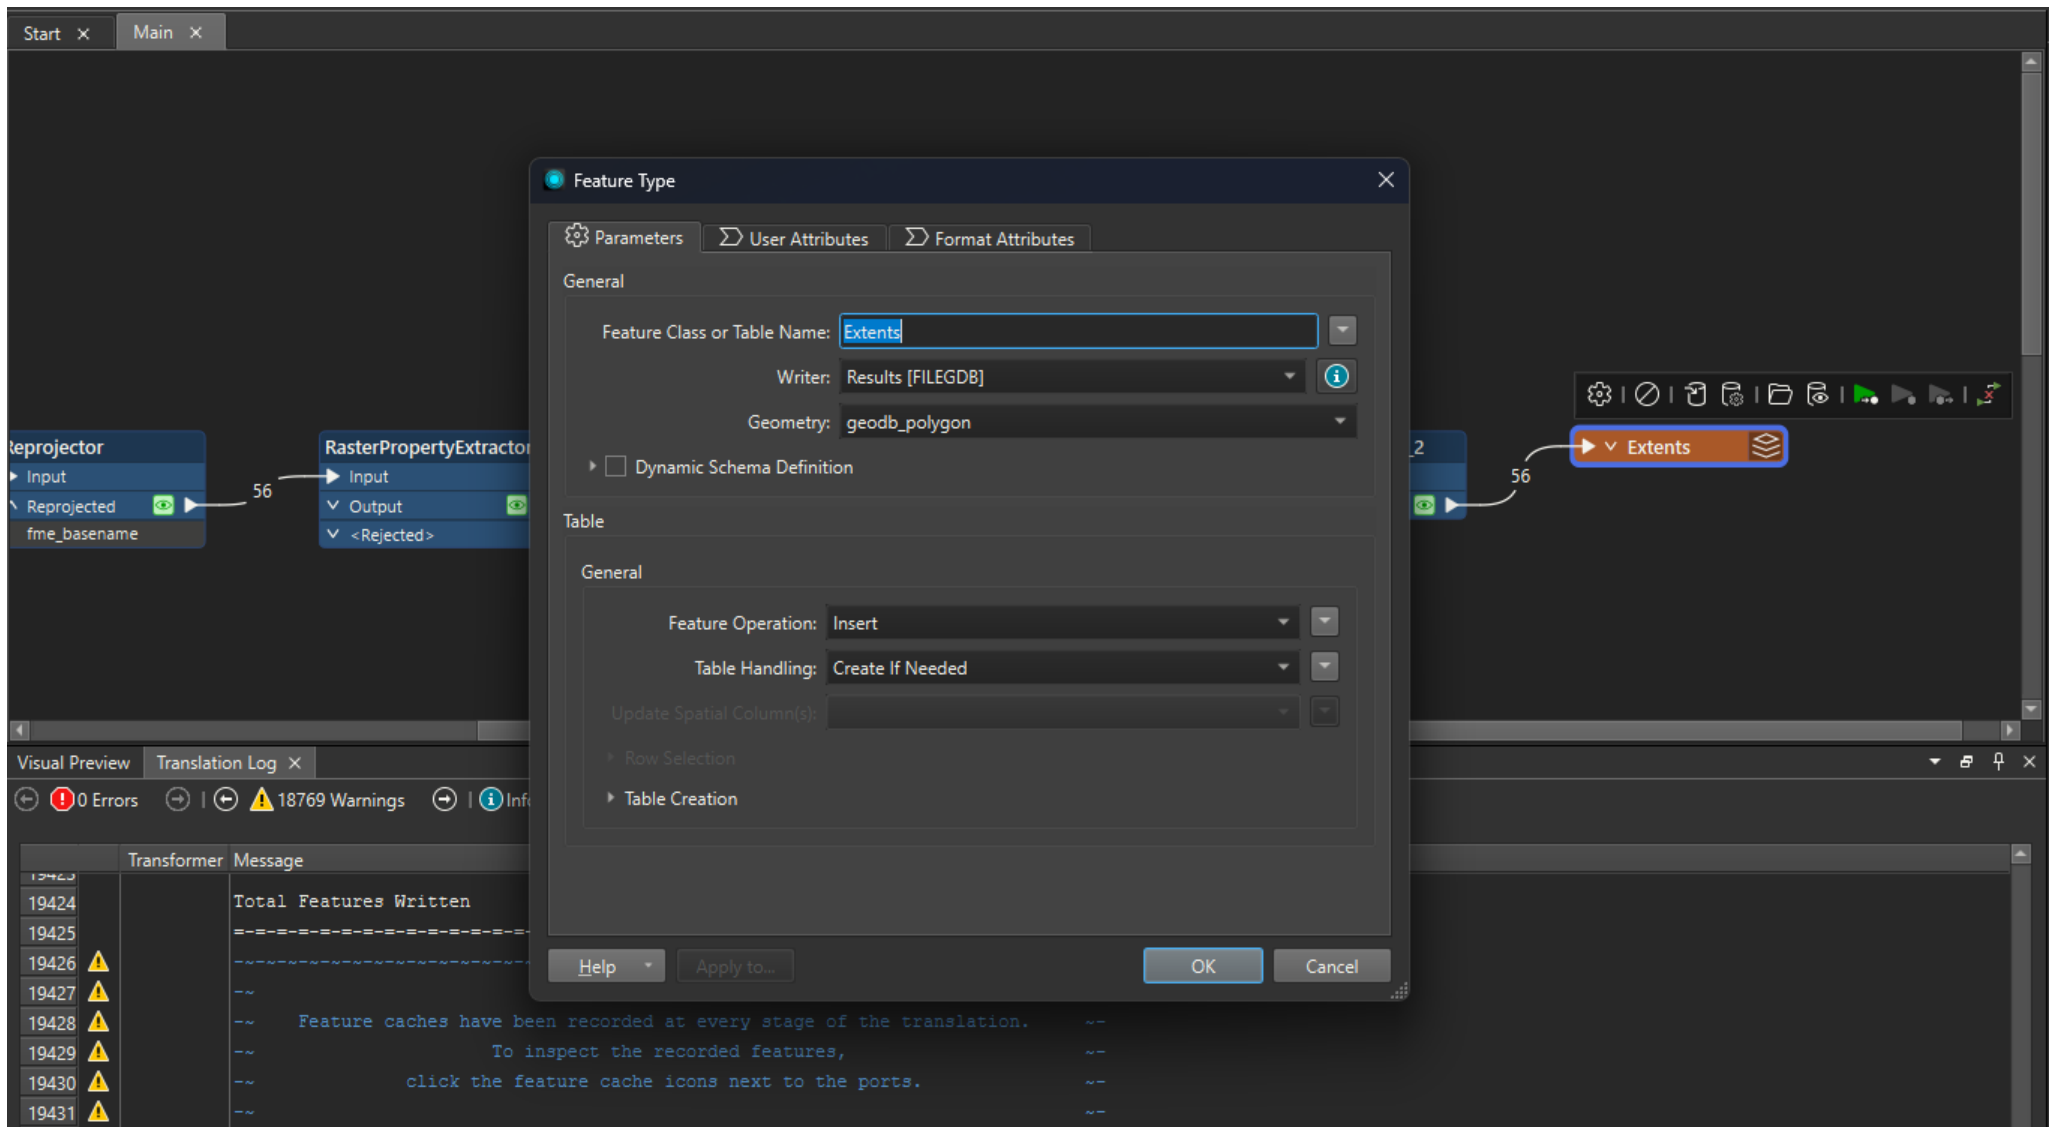 Start
Main
Feature Type
Parameters
User Attributes
Format Attributes
General
Feature Class or Table Name: Extents
Writer: Results [FILEGDB]
Geometry: geodb_polygon
Dynamic Schema Definition
Table
General
Feature Operation: Insert
Table Handling: Create If Needed
Update Spatial Column(s):
Row Selection
Table Creation
Help
Apply to...
OK
Cancel
Reprojector
Input
Reprojected
fme_basename
56
RasterPropertyExtractor
Input
Output
<Rejected>
_2
56
Extents
Visual Preview
Translation Log
0 Errors
18769 Warnings
Transformer
Message
19423
19424 Total Features Written
19425 =-=-=-=-=-=-=-=-=-=-=-=-=-=-
19426 -~-~-~-~-~-~-~-~-~-~-~-~-~-~
19427 -~
19428 -~ Feature caches have been recorded at every stage of the translation. ~-
19429 -~ To inspect the recorded features, ~-
19430 -~ click the feature cache icons next to the ports. ~-
19431 -~ ~-